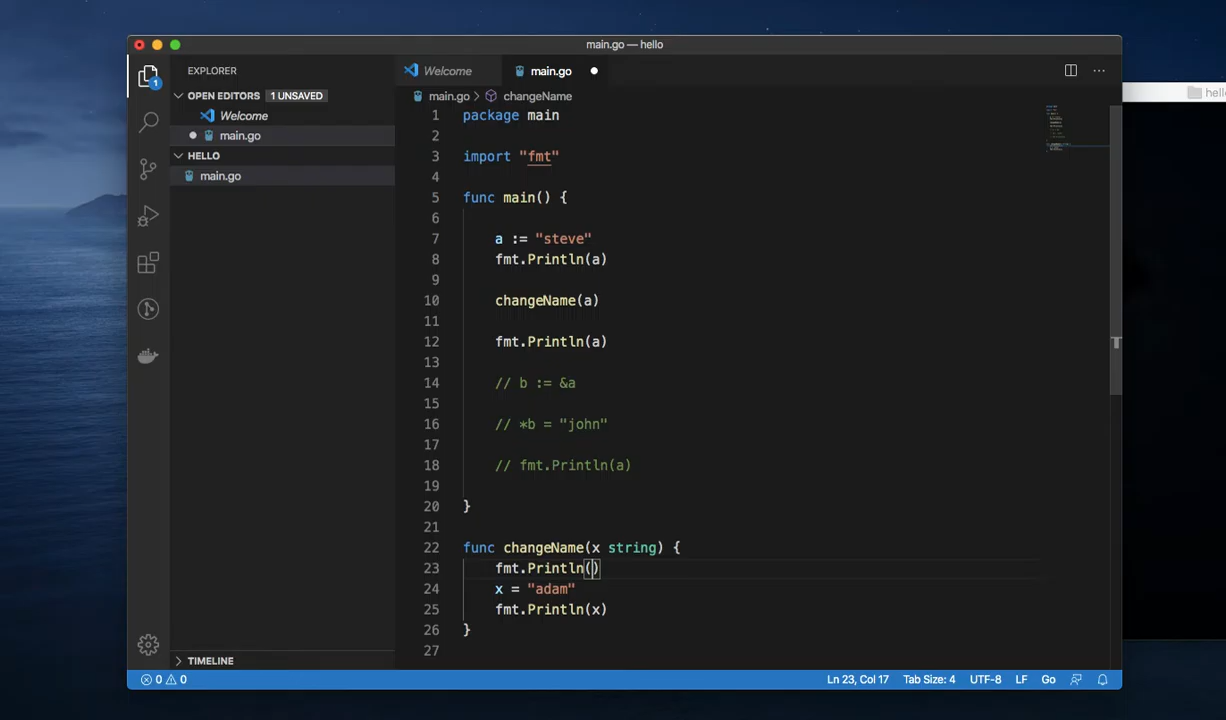 main.go — hello
hello
EXPLORER
Welcome
main.go
OPEN EDITORS 1 UNSAVED
main.go > changeName
Welcome
main.go
HELLO
main.go
1 package main
2
3 import "fmt"
4
5 func main() {
6
7 a := "steve"
8 fmt.Println(a)
9
10 changeName(a)
11
12 fmt.Println(a)
13
14 // b := &a
15
16 // *b = "john"
17
18 // fmt.Println(a)
19
20 }
21
22 func changeName(x string) {
23 fmt.Println()
24 x = "adam"
25 fmt.Println(x)
26 }
27
1
TIMELINE
0 0
Ln 23, Col 17 Tab Size: 4 UTF-8 LF Go